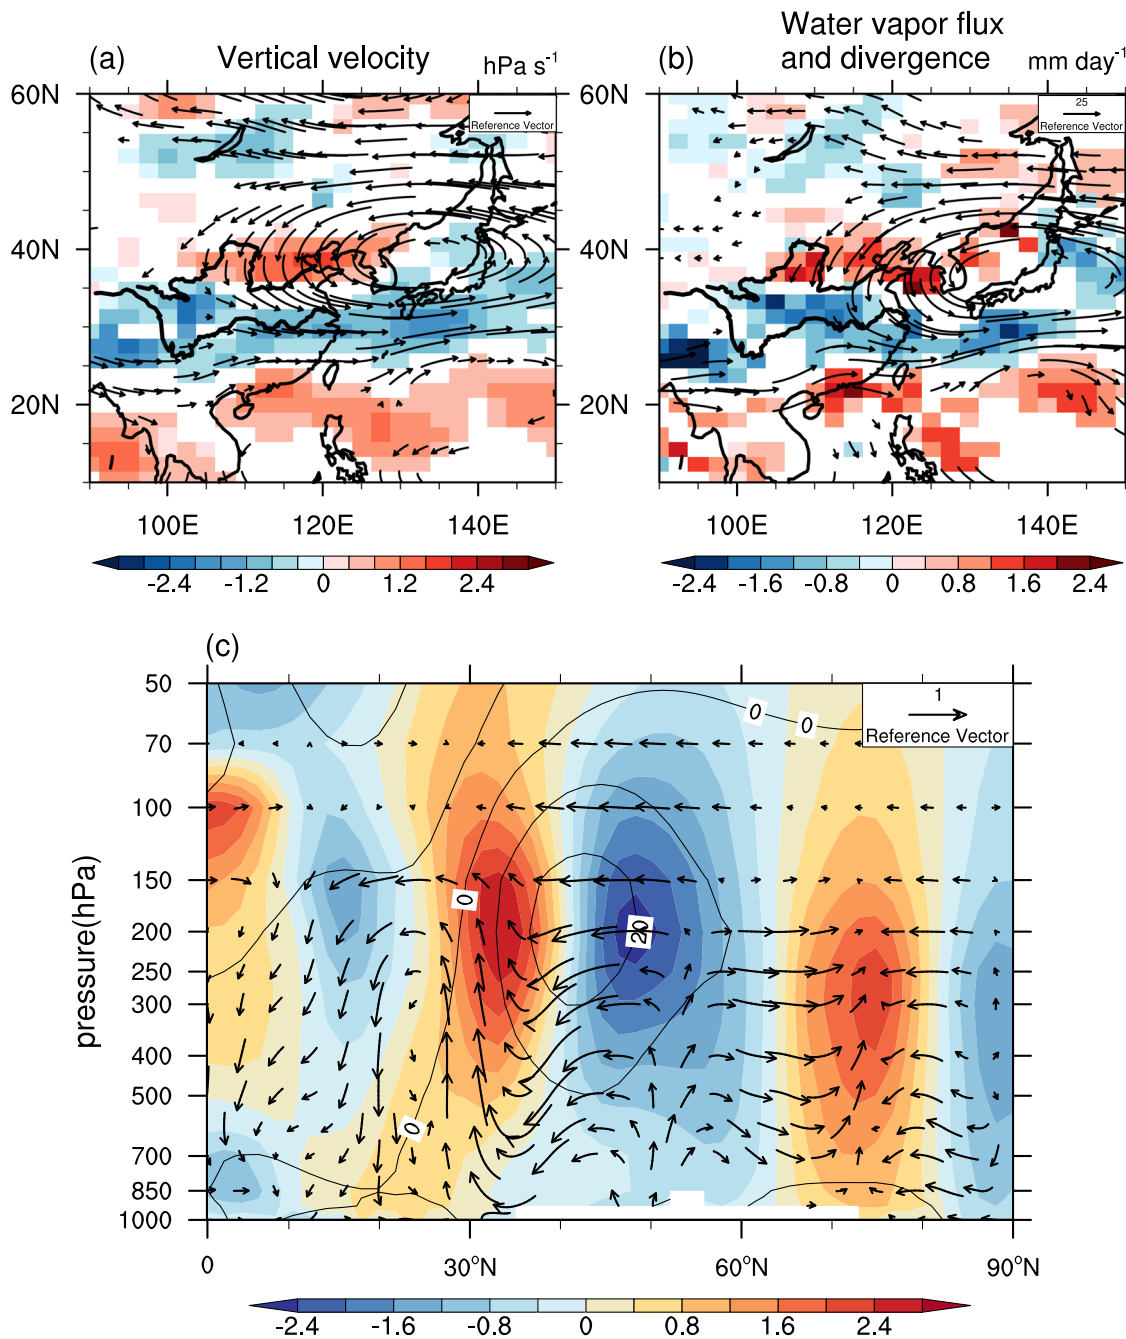 (a) Vertical velocity hPa s⁻¹
60N
40N
20N
Reference Vector
100E 120E 140E
-2.4 -1.2 0 1.2 2.4
(b) Water vapor flux
and divergence mm day⁻¹
60N
40N
20N
25
Reference Vector
100E 120E 140E
-2.4 -1.6 -0.8 0 0.8 1.6 2.4
(c)
pressure(hPa)
50
70
100
150
200
250
300
400
500
700
850
1000
1
Reference Vector
0 0
0
20
0
0 30°N 60°N 90°N
-2.4 -1.6 -0.8 0 0.8 1.6 2.4